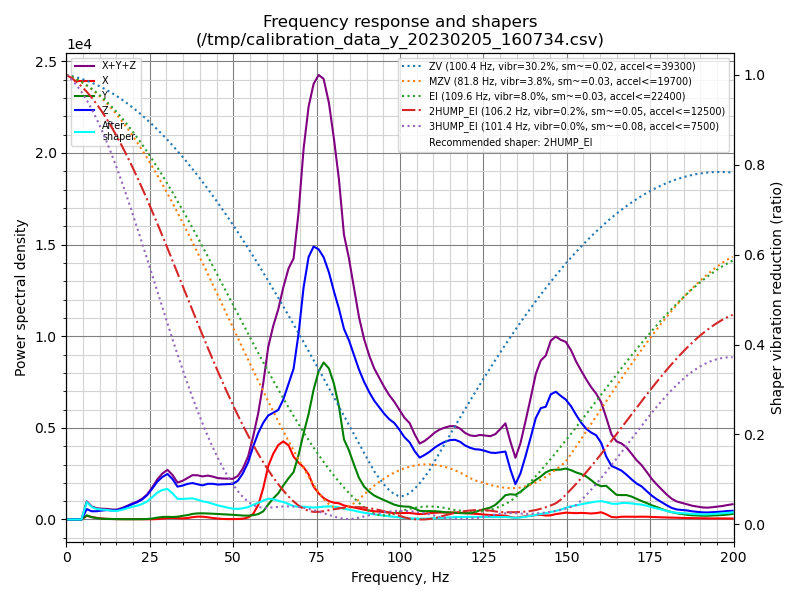 Frequency response and shapers
(/tmp/calibration_data_y_20230205_160734.csv)
1e4
X+Y+Z
X
Y
Z
After
shaper
ZV (100.4 Hz, vibr=30.2%, sm~=0.02, accel<=39300)
MZV (81.8 Hz, vibr=3.8%, sm~=0.03, accel<=19700)
EI (109.6 Hz, vibr=8.0%, sm~=0.03, accel<=22400)
2HUMP_EI (106.2 Hz, vibr=0.2%, sm~=0.05, accel<=12500)
3HUMP_EI (101.4 Hz, vibr=0.0%, sm~=0.08, accel<=7500)
Recommended shaper: 2HUMP_EI
Power spectral density
2.5
2.0
1.5
1.0
0.5
0.0
1.0
0.8
0.6
0.4
0.2
0.0
Shaper vibration reduction (ratio)
0 25 50 75 100 125 150 175 200
Frequency, Hz